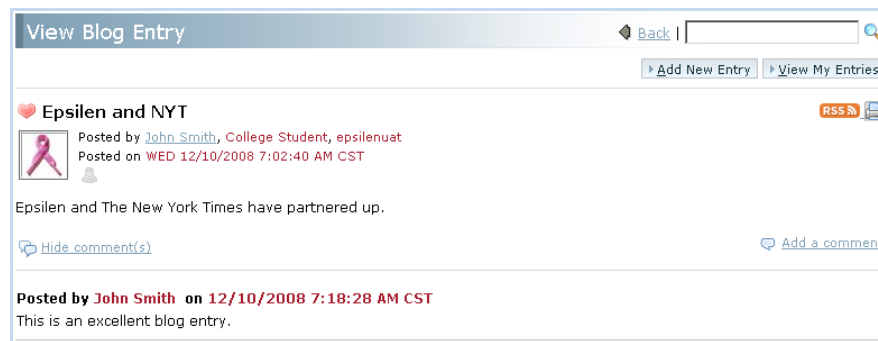 View Blog Entry Back |
Add New Entry View My Entries
Epsilen and NYT RSS
Posted by John Smith, College Student, epsilenuat
Posted on WED 12/10/2008 7:02:40 AM CST
Epsilen and The New York Times have partnered up.
Hide comment(s) Add a commen
Posted by John Smith on 12/10/2008 7:18:28 AM CST
This is an excellent blog entry.